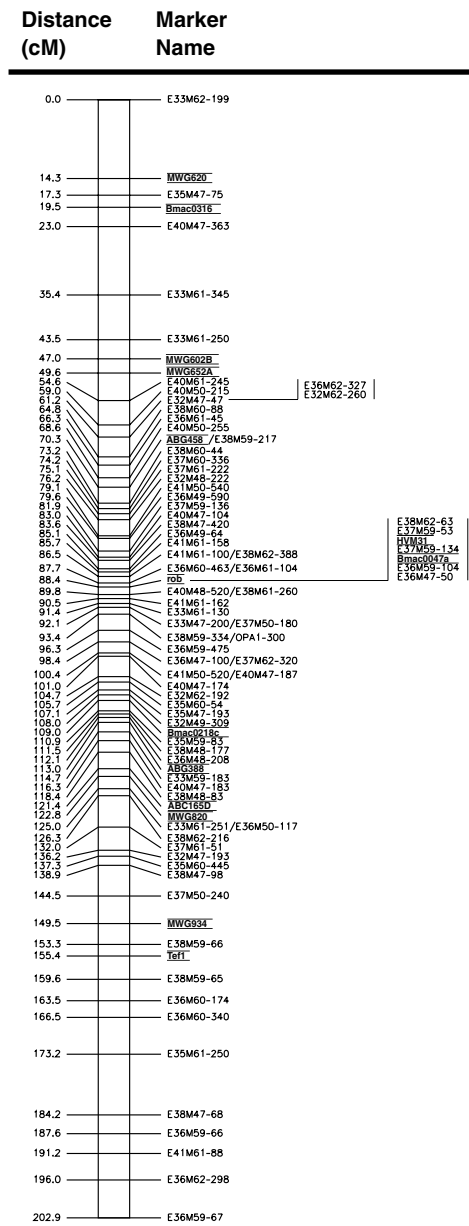 Distance (cM) Marker Name
0.0 E33M62-199
14.3 MWG620
17.3 E35M47-75
19.5 Bmac0316
23.0 E40M47-363
35.4 E33M61-345
43.5 E33M61-250
47.0 MWG602B
49.6 MWG652A
54.6 E40M61-245
59.0 E40M50-215
61.2 E32M47-47
E36M62-327
E32M62-260
64.8 E38M60-88
66.3 E36M61-45
68.6 E40M50-255
70.3 ABG458/E38M59-217
73.2 E38M60-44
74.2 E37M60-336
75.1 E37M61-222
76.2 E32M48-222
79.1 E41M50-540
79.6 E36M49-590
81.9 E37M59-136
83.0 E40M47-104
83.6 E38M47-420
85.1 E36M49-64
85.7 E41M61-158
86.5 E41M61-100/E38M62-388
87.7 E36M60-463/E36M61-104
88.4 rob
E38M62-63
E37M59-53
HVM31
E37M59-134
Bmac0047a
E36M59-104
E36M47-50
89.8 E40M48-520/E38M61-260
90.5 E41M61-162
91.4 E33M61-130
92.1 E33M47-200/E37M50-180
93.4 E38M59-334/OPA1-300
96.3 E36M59-475
98.4 E36M47-100/E37M62-320
100.4 E41M50-520/E40M47-187
101.0 E40M47-174
104.7 E32M62-192
105.7 E35M60-54
107.1 E35M47-193
108.0 E32M49-309
109.0 Bmac0218c
110.9 E35M59-83
111.5 E38M48-177
112.1 E36M48-208
113.0 ABG388
114.7 E33M59-183
116.3 E40M47-183
118.4 E38M48-83
121.4 ABC165D
122.8 MWG820
125.0 E33M61-251/E36M50-117
126.3 E38M62-216
132.0 E37M61-51
136.2 E32M47-193
137.3 E35M60-445
138.9 E38M47-98
144.5 E37M50-240
149.5 MWG934
153.3 E38M59-66
155.4 Tef1
159.6 E38M59-65
163.5 E36M60-174
166.5 E36M60-340
173.2 E35M61-250
184.2 E38M47-68
187.6 E36M59-66
191.2 E41M61-88
196.0 E36M62-298
202.9 E36M59-67